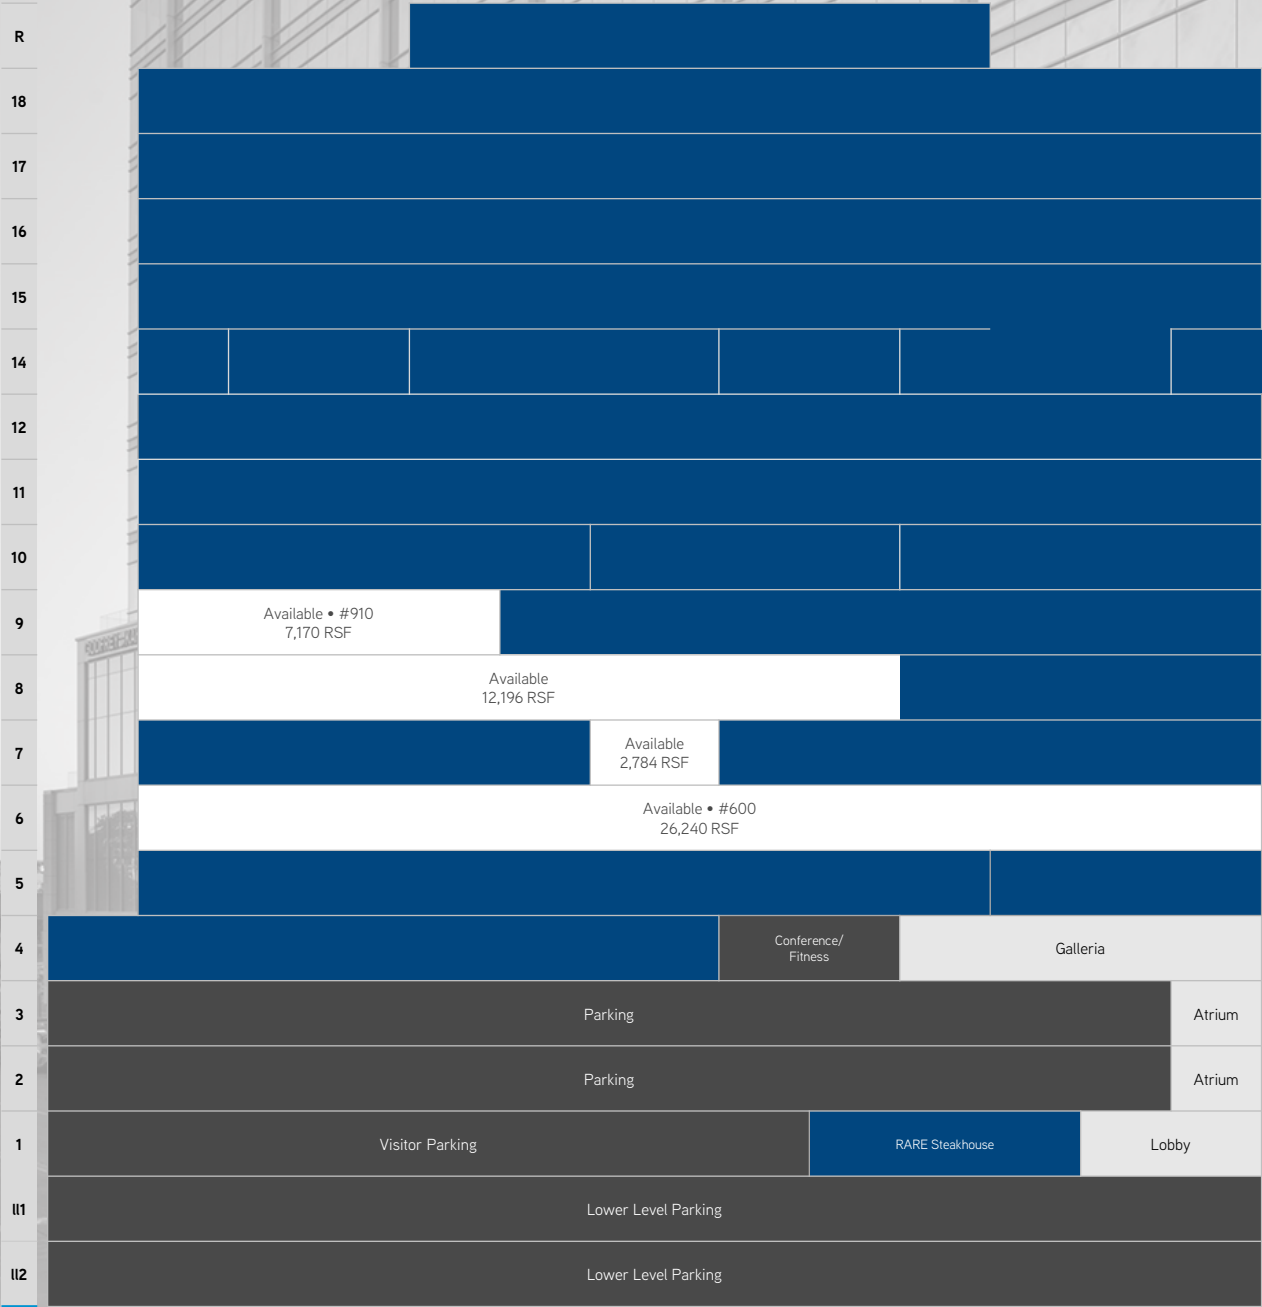 R
18
17
16
15
14
12
11
10
9
Available • #910
7,170 RSF
8
Available
12,196 RSF
7
Available
2,784 RSF
6
Available • #600
26,240 RSF
5
4
Conference/
Fitness
Galleria
3
Parking
Atrium
2
Parking
Atrium
1
Visitor Parking
RARE Steakhouse
Lobby
ll1
Lower Level Parking
ll2
Lower Level Parking